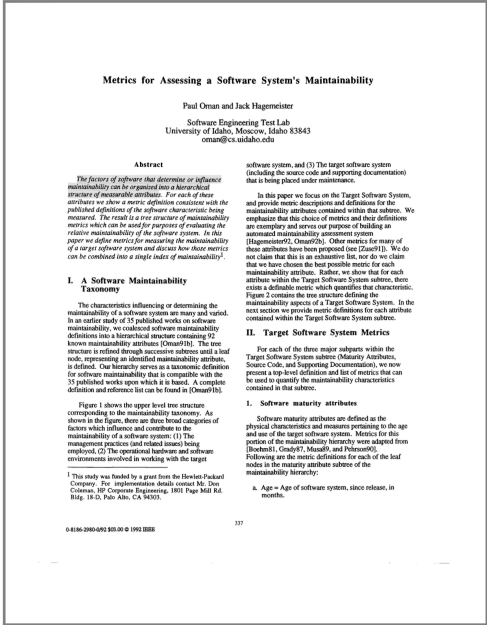 Metrics for Assessing a Software System's Maintainability
Paul Oman and Jack Hagemeister
Software Engineering Test Lab
University of Idaho, Moscow, Idaho 83843
oman@cs.uidaho.edu
Abstract
The factors of software that determine or influence
maintainability can be organized into a hierarchical
structure of measurable attributes. For each of these
attributes we show a metric definition consistent with the
published definitions of the software characteristic being
measured. The result is a tree structure of maintainability
metrics which can be used for purposes of evaluating the
relative maintainability of the software system. In this
paper we define metrics for measuring the maintainability
of a target software system and discuss how those metrics
can be combined into a single index of maintainability1.
I. A Software Maintainability
Taxonomy
The characteristics influencing or determining the
maintainability of a software system are many and varied.
In an earlier study of 35 published works on software
maintainability, we coalesced software maintainability
definitions into a hierarchical structure containing 92
known maintainability attributes [Oman91b]. The tree
structure is refined through successive subtrees until a leaf
node, representing an identified maintainability attribute,
is defined. Our hierarchy serves as a taxonomic definition
for software maintainability that is compatible with the
35 published works upon which it is based. A complete
definition and reference list can be found in [Oman91b].
Figure 1 shows the upper level tree structure
corresponding to the maintainability taxonomy. As
shown in the figure, there are three broad categories of
factors which influence and contribute to the
maintainability of a software system: (1) The
management practices (and related issues) being
employed, (2) The operational hardware and software
environments involved in working with the target
1 This study was funded by a grant from the Hewlett-Packard
Company. For implementation details contact Mr. Don
Coleman, HP Corporate Engineering, 1801 Page Mill Rd.
Bldg. 18-D, Palo Alto, CA 94303.
software system, and (3) The target software system
(including the source code and supporting documentation)
that is being placed under maintenance.
In this paper we focus on the Target Software System,
and provide metric descriptions and definitions for the
maintainability attributes contained within that subtree. We
emphasize that this choice of metrics and their definitions
are exemplary and serve our purpose of building an
automated maintainability assessment system
[Hagemeister92, Oman92b]. Other metrics for many of
these attributes have been proposed (see [Zuse91]). We do
not claim that this is an exhaustive list, nor do we claim
that we have chosen the best possible metric for each
maintainability attribute. Rather, we show that for each
attribute within the Target Software System subtree, there
exists a definable metric which quantifies that characteristic.
Figure 2 contains the tree structure defining the
maintainability aspects of a Target Software System. In the
next section we provide metric definitions for each attribute
contained within the Target Software System subtree.
II. Target Software System Metrics
For each of the three major subparts within the
Target Software System subtree (Maturity Attributes,
Source Code, and Supporting Documentation), we now
present a top-level definition and list of metrics that can
be used to quantify the maintainability characteristics
contained in that subtree.
1. Software maturity attributes
Software maturity attributes are defined as the
physical characteristics and measures pertaining to the age
and use of the target system. Metrics for this
portion of the maintainability hierarchy were adapted from
[Boehm81, Grady87, Musa89, and Pehrson90].
Following are the metric definitions for each of the leaf
nodes in the maturity attribute subtree of the
maintainability hierarchy:
a. Age = Age of software system, since release, in
months.
337
0-8186-2980-0/92 $03.00 © 1992 IEEE